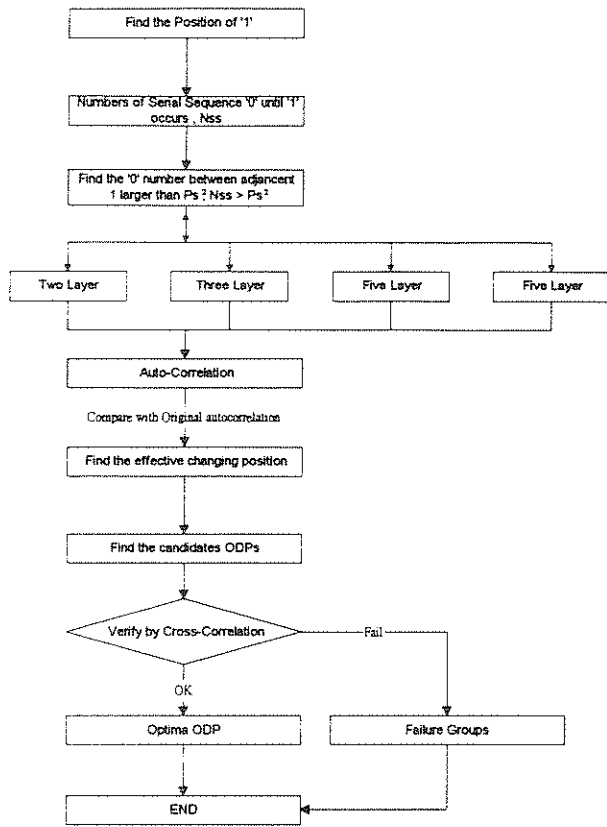 Find the Position of '1'
Numbers of Serial Sequence '0' until '1'
occurs , Nss
Find the '0' number between adjancent
1 larger than Ps²; Nss > Ps²
Two Layer
Three Layer
Five Layer
Five Layer
Auto-Correlation
Compare with Original autocorrelation
Find the effective changing position
Find the candidates ODPs
Verify by Cross-Correlation
Fail
OK
Optima ODP
Failure Groups
END